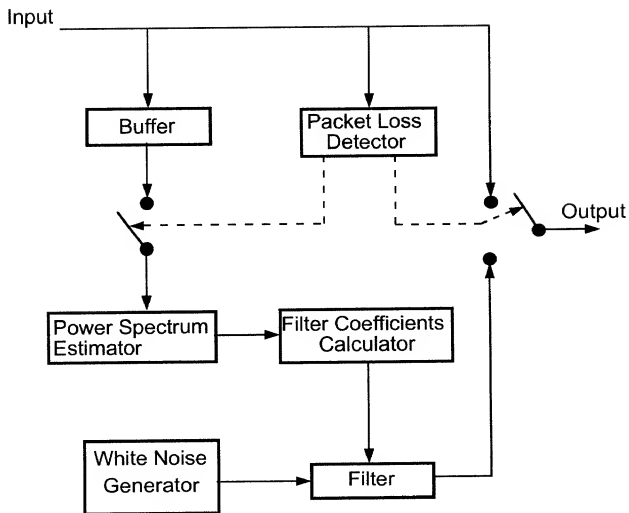 Input
Buffer
Packet Loss
Detector
Output
Power Spectrum
Estimator
Filter Coefficients
Calculator
White Noise
Generator
Filter